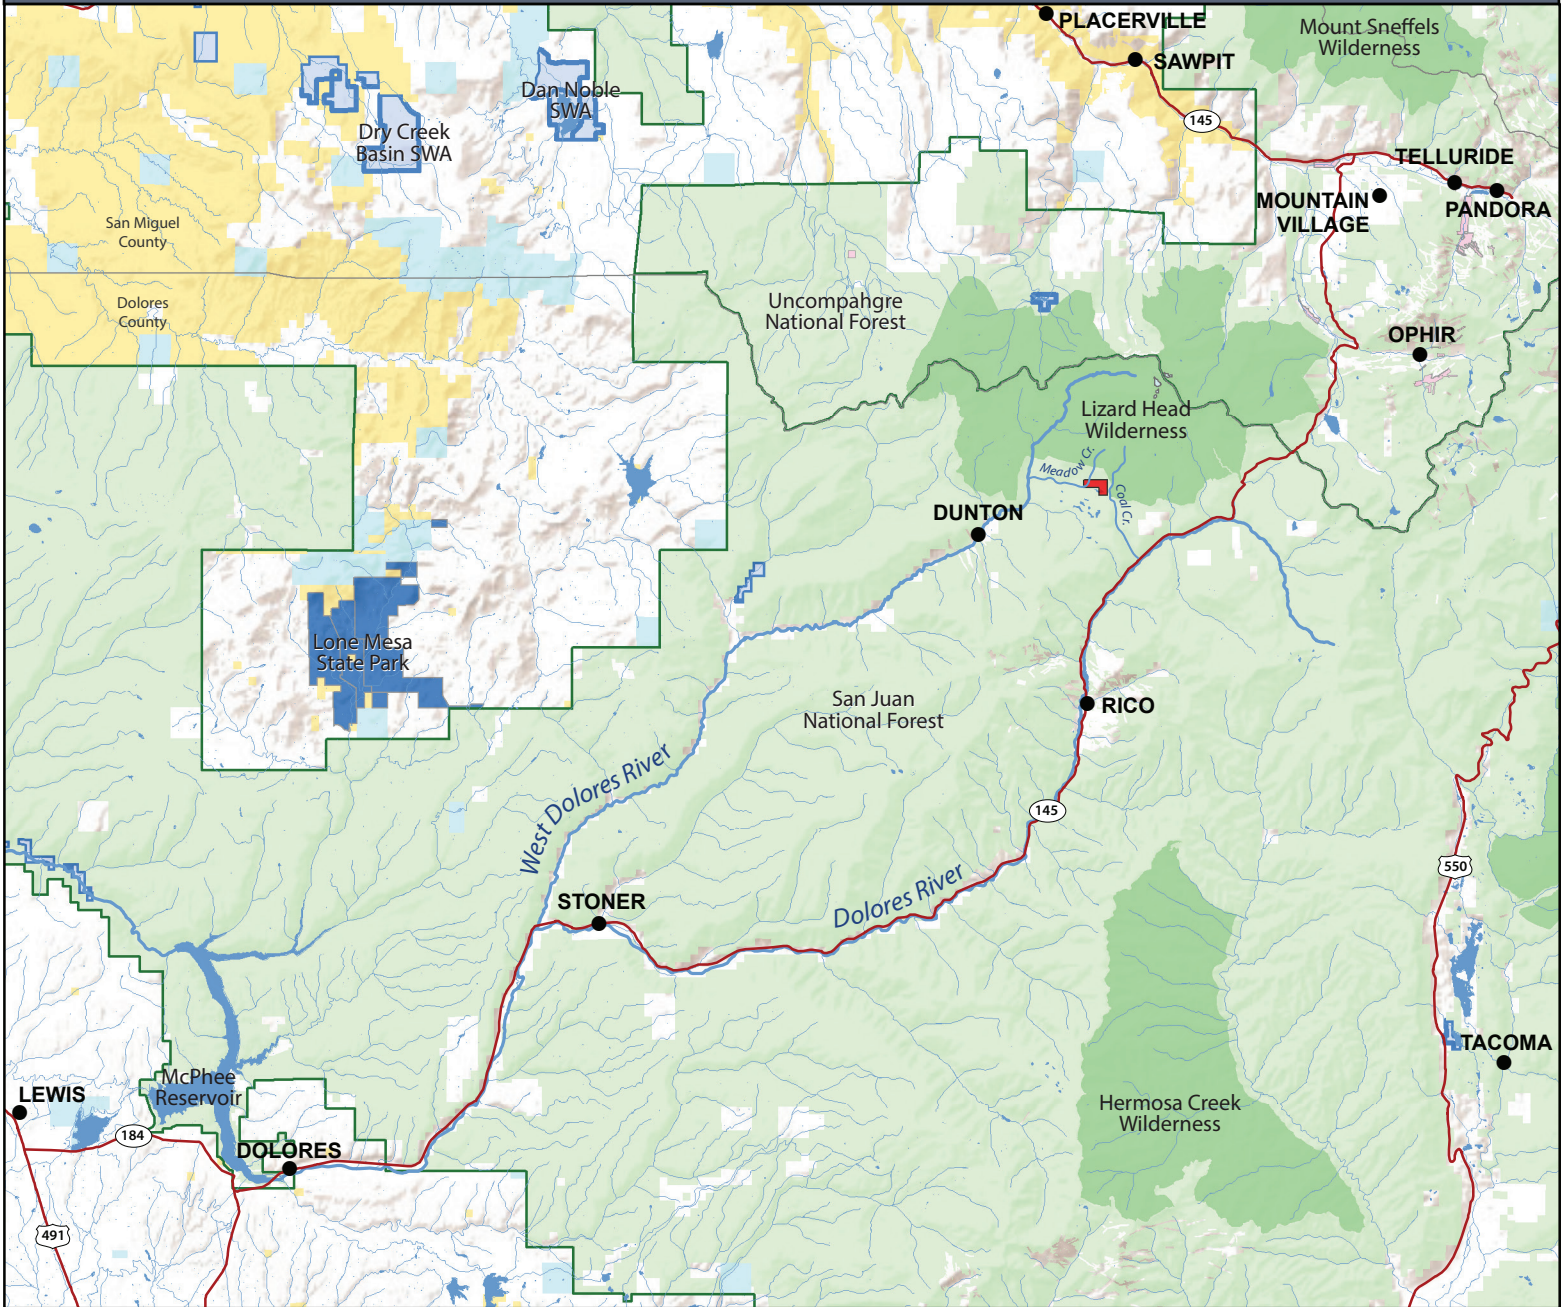 PLACERVILLE
Mount Sneffels
Wilderness
SAWPIT
Dan Noble
SWA
145
Dry Creek
Basin SWA
TELLURIDE
MOUNTAIN
VILLAGE
PANDORA
San Miguel
County
Dolores
County
Uncompahgre
National Forest
OPHIR
Lizard Head
Wilderness
Meadow Cr.
Coal Cr.
DUNTON
Lone Mesa
State Park
San Juan
National Forest
RICO
West Dolores River
145
550
Dolores River
STONER
TACOMA
McPhee
Reservoir
LEWIS
Hermosa Creek
Wilderness
184
DOLORES
491